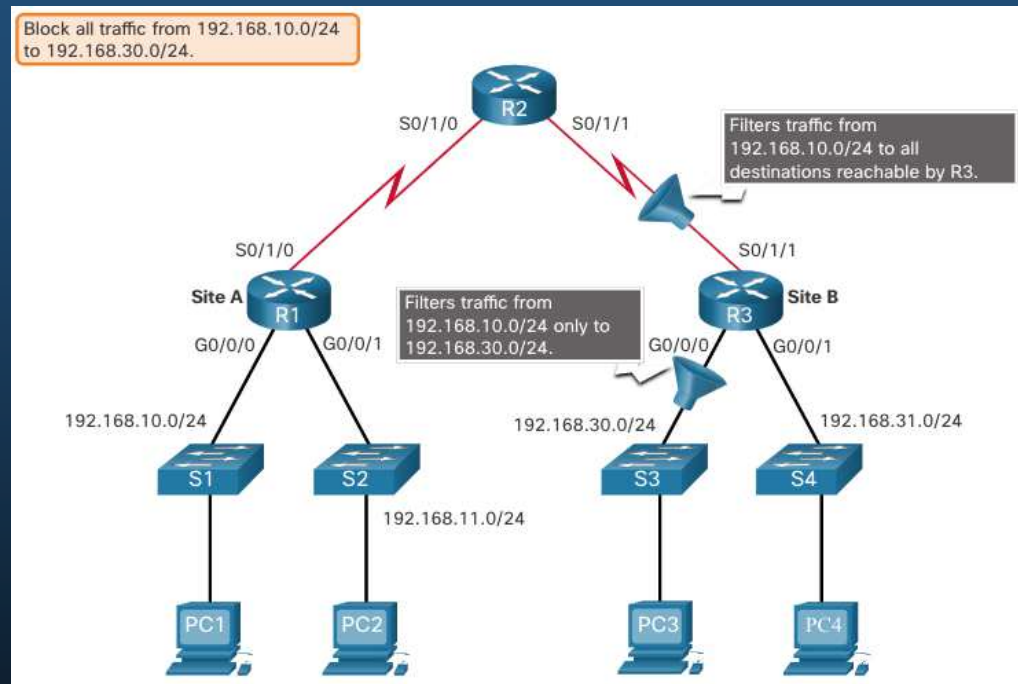 Block all traffic from 192.168.10.0/24
to 192.168.30.0/24.
R2
S0/1/0
S0/1/1
Filters traffic from
192.168.10.0/24 to all
destinations reachable by R3.
S0/1/0
S0/1/1
Site A
R1
Filters traffic from
192.168.10.0/24 only to
192.168.30.0/24.
R3
Site B
G0/0/0
G0/0/1
G0/0/0
G0/0/1
192.168.10.0/24
192.168.30.0/24
192.168.31.0/24
S1
S2
S3
S4
192.168.11.0/24
PC1
PC2
PC3
PC4